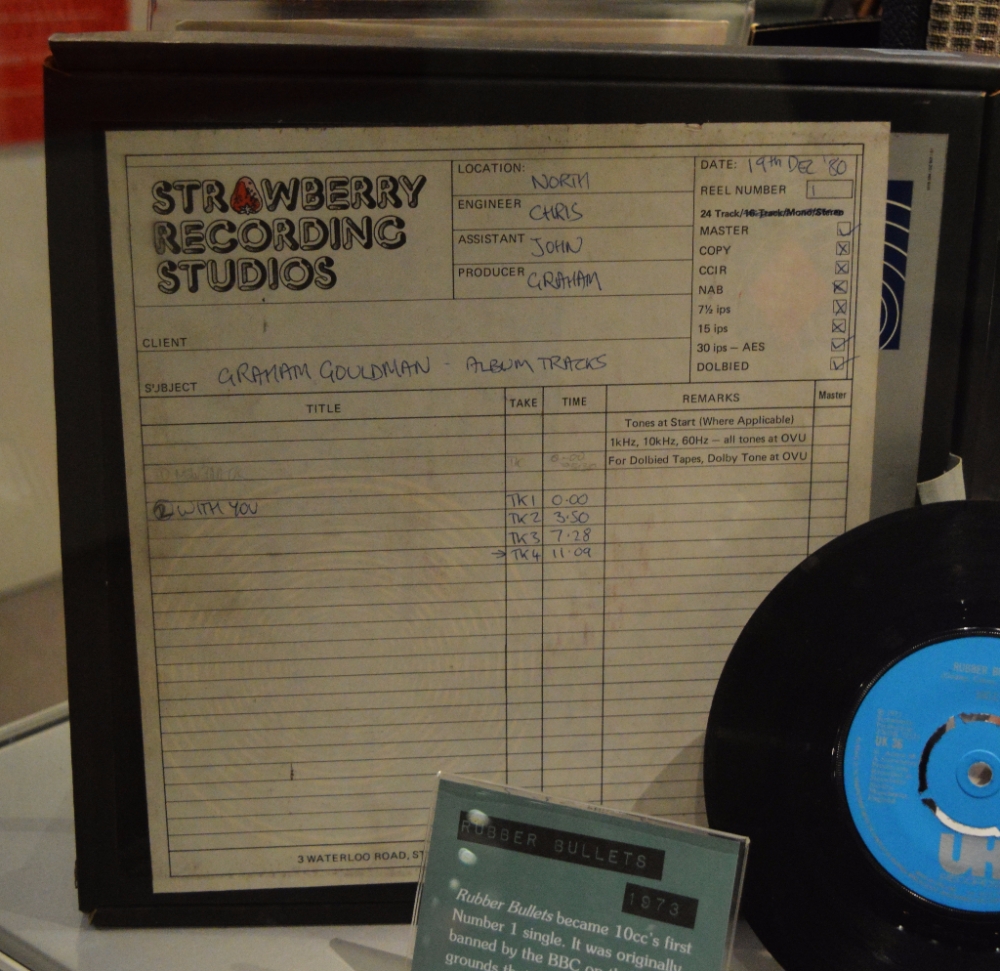 STRAWBERRY
RECORDING
STUDIOS
LOCATION: NORTH
ENGINEER CHRIS
ASSISTANT JOHN
PRODUCER GRAHAM
DATE: 19th DEC '80
REEL NUMBER 1
24 Track/16 Track/Mono/Stereo
MASTER
COPY
CCIR
NAB
7½ ips
15 ips
30 ips — AES
DOLBIED
CLIENT
SUBJECT GRAHAM GOULDMAN - ALBUM TRACKS
TITLE TAKE TIME REMARKS Master
Tones at Start (Where Applicable)
1kHz, 10kHz, 60Hz — all tones at OVU
For Dolbied Tapes, Dolby Tone at OVU
② WITH YOU TK1 0.00
TK2 3.50
TK3 7.28
→ TK4 11.09
3 WATERLOO ROAD,
RUBBER BULLETS
1973
Rubber Bullets became 10cc's first
Number 1 single. It was originally
banned by the BBC on
grounds
RUBBER
UK 36
UK